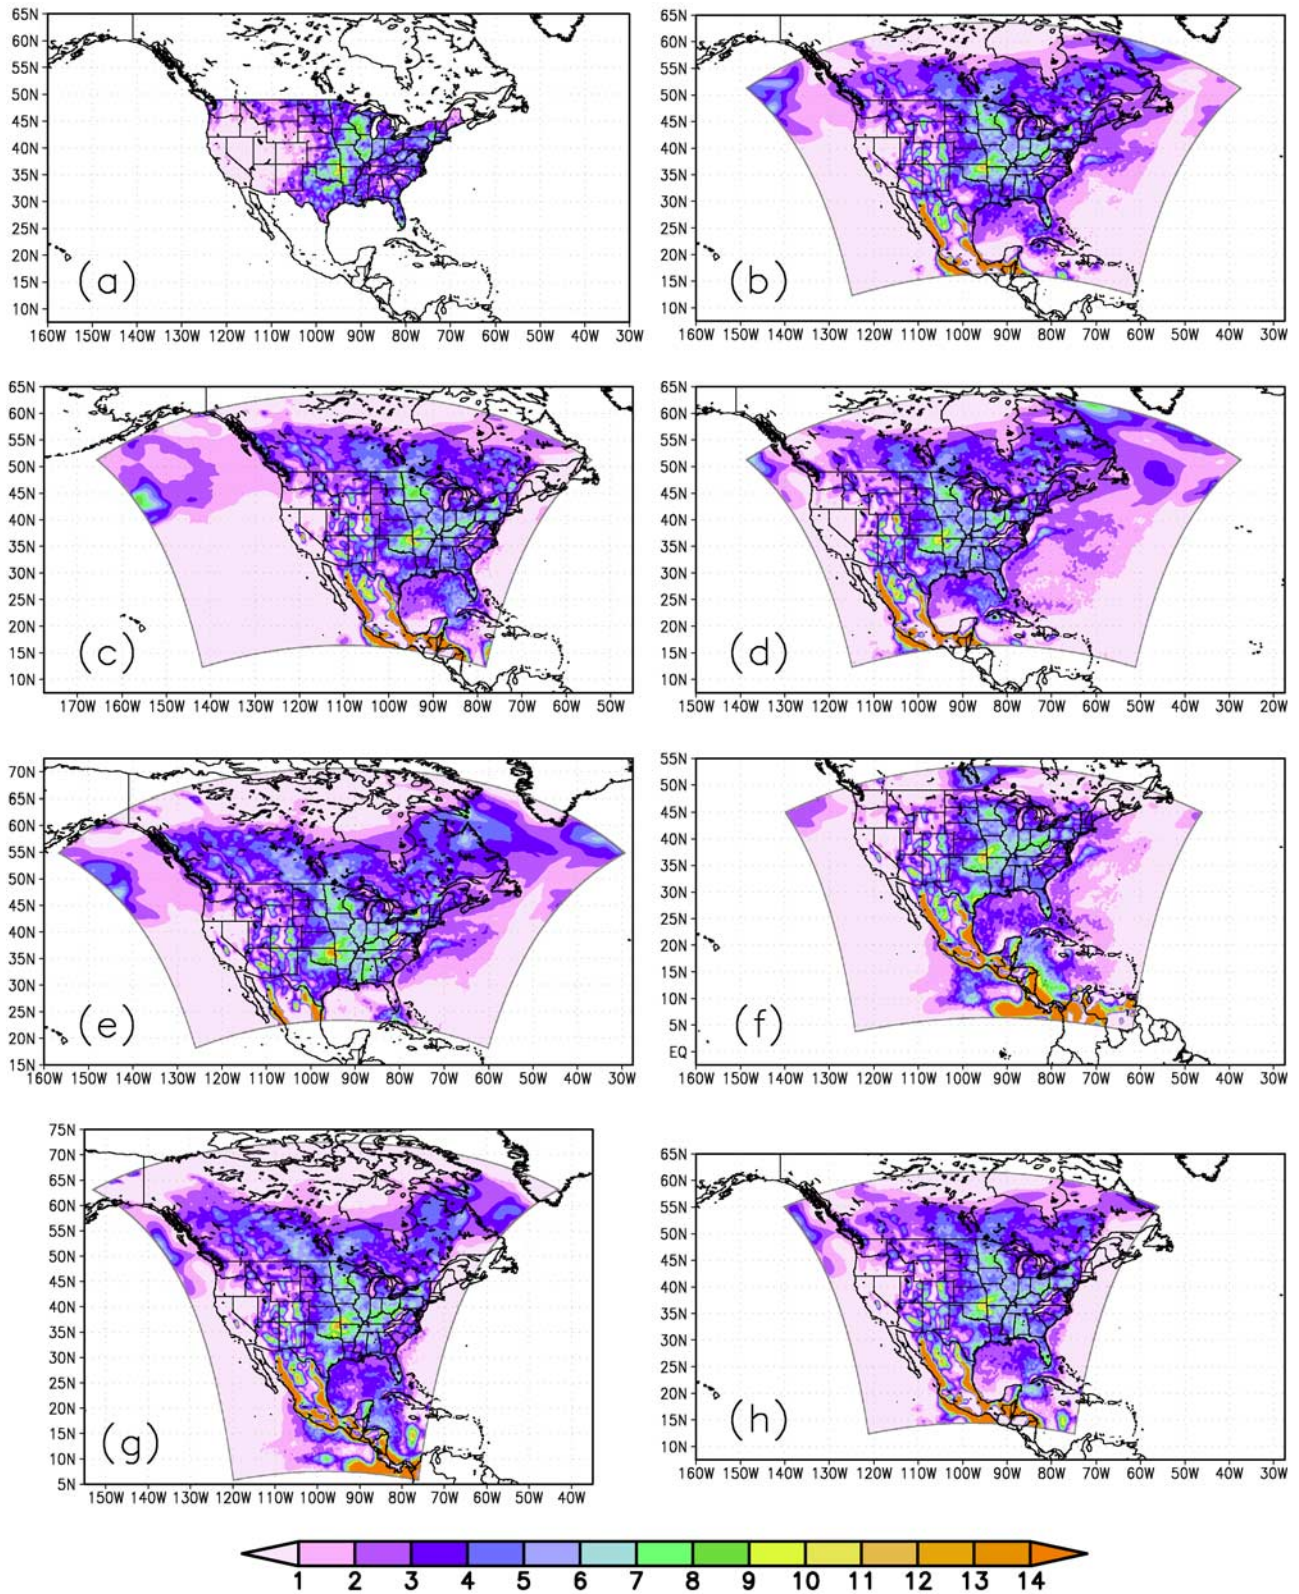 65N
60N
55N
50N
45N
40N
35N
30N
25N
20N
15N
10N
(a)
160W 150W 140W 130W 120W 110W 100W 90W 80W 70W 60W 50W 40W 30W
65N
60N
55N
50N
45N
40N
35N
30N
25N
20N
15N
10N
(b)
160W 150W 140W 130W 120W 110W 100W 90W 80W 70W 60W 50W 40W 30W
65N
60N
55N
50N
45N
40N
35N
30N
25N
20N
15N
10N
(c)
170W 160W 150W 140W 130W 120W 110W 100W 90W 80W 70W 60W 50W
65N
60N
55N
50N
45N
40N
35N
30N
25N
20N
15N
10N
(d)
150W 140W 130W 120W 110W 100W 90W 80W 70W 60W 50W 40W 30W 20W
70N
65N
60N
55N
50N
45N
40N
35N
30N
25N
20N
15N
(e)
160W 150W 140W 130W 120W 110W 100W 90W 80W 70W 60W 50W 40W 30W
55N
50N
45N
40N
35N
30N
25N
20N
15N
10N
5N
EQ
(f)
160W 150W 140W 130W 120W 110W 100W 90W 80W 70W 60W 50W 40W 30W
75N
70N
65N
60N
55N
50N
45N
40N
35N
30N
25N
20N
15N
10N
5N
(g)
150W 140W 130W 120W 110W 100W 90W 80W 70W 60W 50W 40W
65N
60N
55N
50N
45N
40N
35N
30N
25N
20N
15N
10N
(h)
160W 150W 140W 130W 120W 110W 100W 90W 80W 70W 60W 50W 40W 30W
1 2 3 4 5 6 7 8 9 10 11 12 13 14